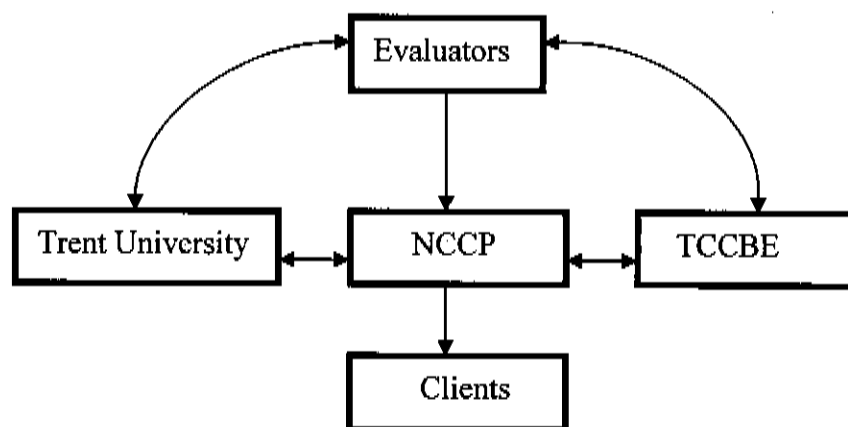 Evaluators
Trent University
NCCP
TCCBE
Clients